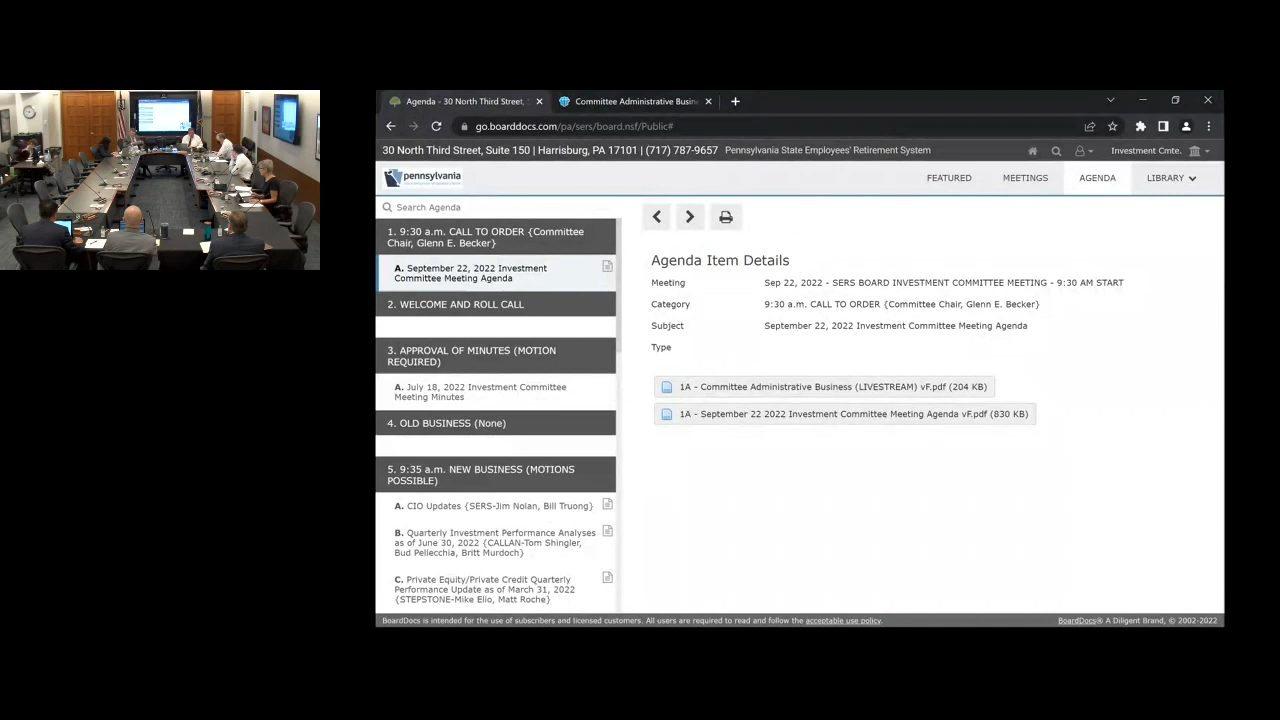 Agenda - 30 North Third Street,
Committee Administrative Busin
go.boarddocs.com/pa/sers/board.nsf/Public#
30 North Third Street, Suite 150 | Harrisburg, PA 17101 | (717) 787-9657 Pennsylvania State Employees' Retirement System
Investment Cmte.
pennsylvania
FEATURED
MEETINGS
AGENDA
LIBRARY
Search Agenda
1. 9:30 a.m. CALL TO ORDER {Committee
Chair, Glenn E. Becker}
A. September 22, 2022 Investment
Committee Meeting Agenda
2. WELCOME AND ROLL CALL
3. APPROVAL OF MINUTES (MOTION
REQUIRED)
A. July 18, 2022 Investment Committee
Meeting Minutes
4. OLD BUSINESS (None)
5. 9:35 a.m. NEW BUSINESS (MOTIONS
POSSIBLE)
A. CIO Updates {SERS-Jim Nolan, Bill Truong}
B. Quarterly Investment Performance Analyses
as of June 30, 2022 {CALLAN-Tom Shingler,
Bud Pellecchia, Britt Murdoch}
C. Private Equity/Private Credit Quarterly
Performance Update as of March 31, 2022
{STEPSTONE-Mike Elio, Matt Roche}
Agenda Item Details
Meeting Sep 22, 2022 - SERS BOARD INVESTMENT COMMITTEE MEETING - 9:30 AM START
Category 9:30 a.m. CALL TO ORDER {Committee Chair, Glenn E. Becker}
Subject September 22, 2022 Investment Committee Meeting Agenda
Type
1A - Committee Administrative Business (LIVESTREAM) vF.pdf (204 KB)
1A - September 22 2022 Investment Committee Meeting Agenda vF.pdf (830 KB)
BoardDocs is intended for the use of subscribers and licensed customers. All users are required to read and follow the acceptable use policy.
BoardDocs® A Diligent Brand, © 2002-2022